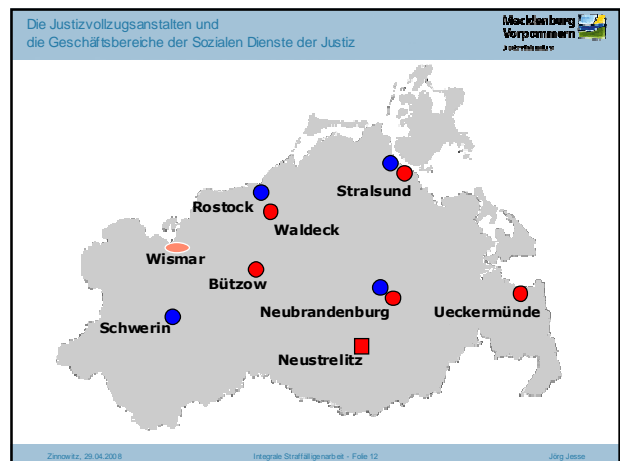 Die Justizvollzugsanstalten und
die Geschäftsbereiche der Sozialen Dienste der Justiz
Mecklenburg
Vorpommern
Stralsund
Rostock
Waldeck
Wismar
Bützow
Neubrandenburg
Ueckermünde
Schwerin
Neustrelitz
Zinnowitz, 29.04.2008
Integrale Straffälligenarbeit - Folie 12
Jörg Jesse